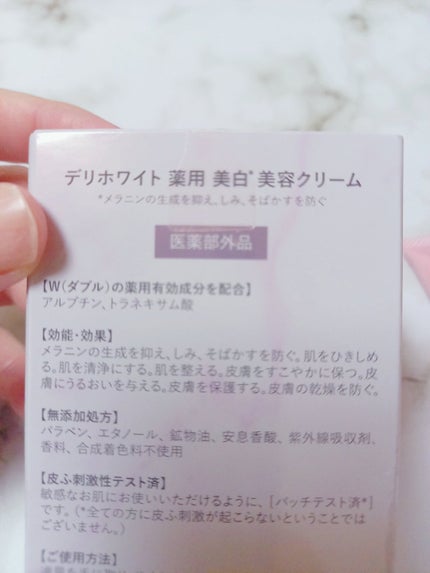 デリホワイト 薬用 美白* 美容クリーム
*メラニンの生成を抑え、しみ、そばかすを防ぐ
医薬部外品
【W(ダブル)の薬用有効成分を配合】
アルブチン、トラネキサム酸
【効能・効果】
メラニンの生成を抑え、しみ、そばかすを防ぐ。肌をひきしめ
る。肌を清浄にする。肌を整える。皮膚をすこやかに保つ。皮
膚にうるおいを与える。皮膚を保護する。皮膚の乾燥を防ぐ。
【無添加処方】
パラベン、エタノール、鉱物油、安息香酸、紫外線吸収剤、
香料、合成着色料不使用
【皮ふ刺激性テスト済】
敏感なお肌にお使いいただけるように、[パッチテスト済*]
です。(*全ての方に皮ふ刺激が起こらないということでは
ございません。)
【ご使用方法】